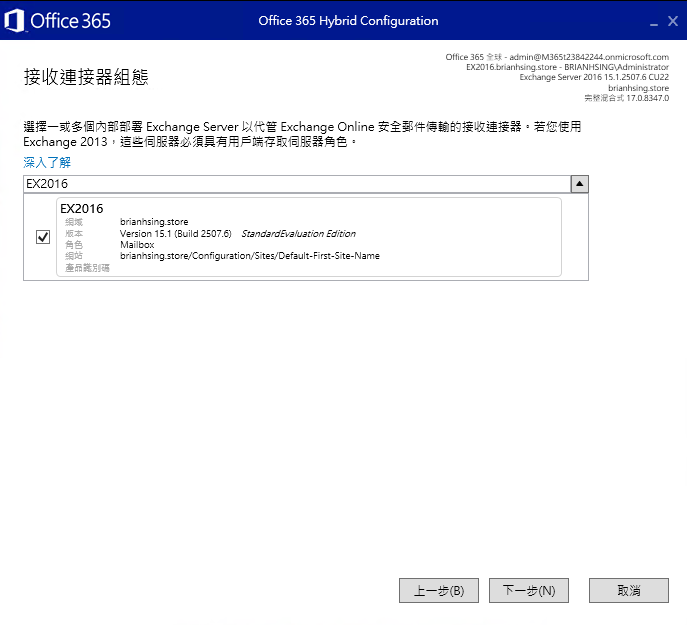 Office 365
Office 365 Hybrid Configuration
接收連接器組態
Office 365 全球 - admin@M365t23842244.onmicrosoft.com
EX2016.brianhsing.store - BRIANHSING\Administrator
Exchange Server 2016 15.1.2507.6 CU22
brianhsing.store
完整混合式 17.0.8347.0
選擇一或多個內部部署 Exchange Server 以代管 Exchange Online 安全郵件傳輸的接收連接器。若您使用
Exchange 2013，這些伺服器必須具有用戶端存取伺服器角色。
深入了解
EX2016
EX2016
網域 brianhsing.store
版本 Version 15.1 (Build 2507.6) StandardEvaluation Edition
角色 Mailbox
網站 brianhsing.store/Configuration/Sites/Default-First-Site-Name
產品識別碼
上一步(B)
下一步(N)
取消